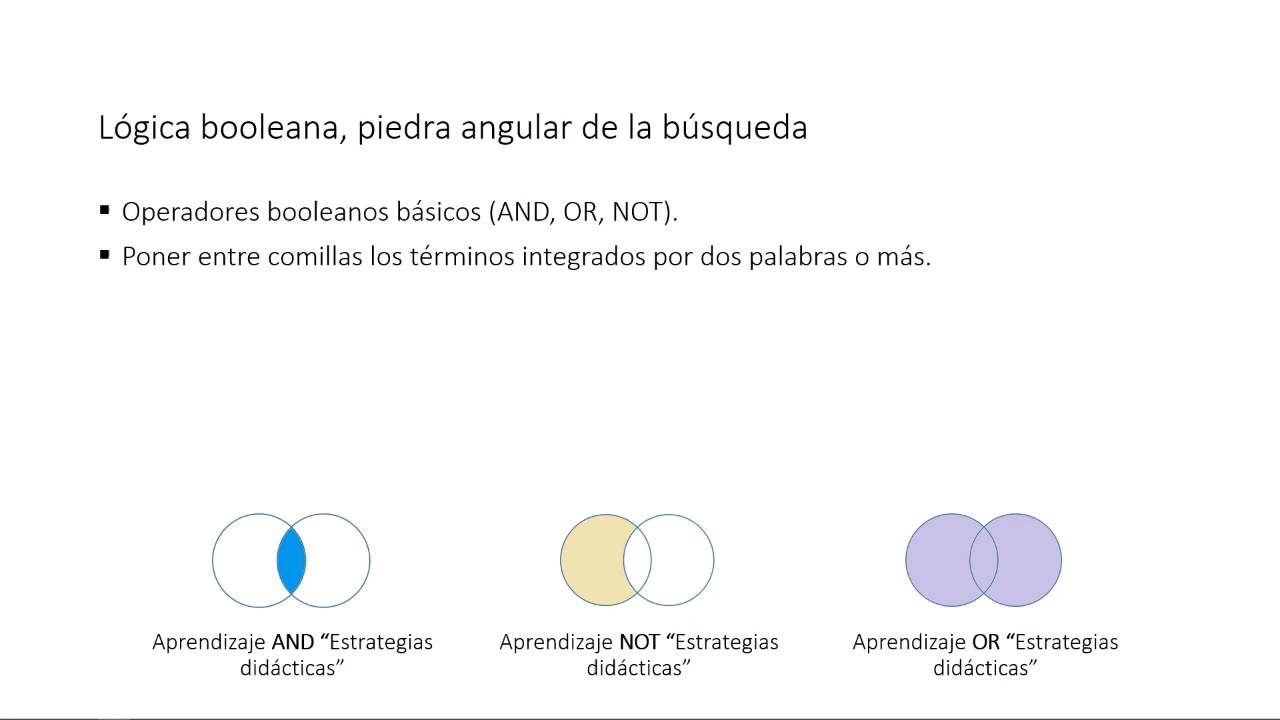 Lógica booleana, piedra angular de la búsqueda
▪ Operadores booleanos básicos (AND, OR, NOT).
▪ Poner entre comillas los términos integrados por dos palabras o más.
Aprendizaje AND “Estrategias
didácticas”
Aprendizaje NOT “Estrategias
didácticas”
Aprendizaje OR “Estrategias
didácticas”